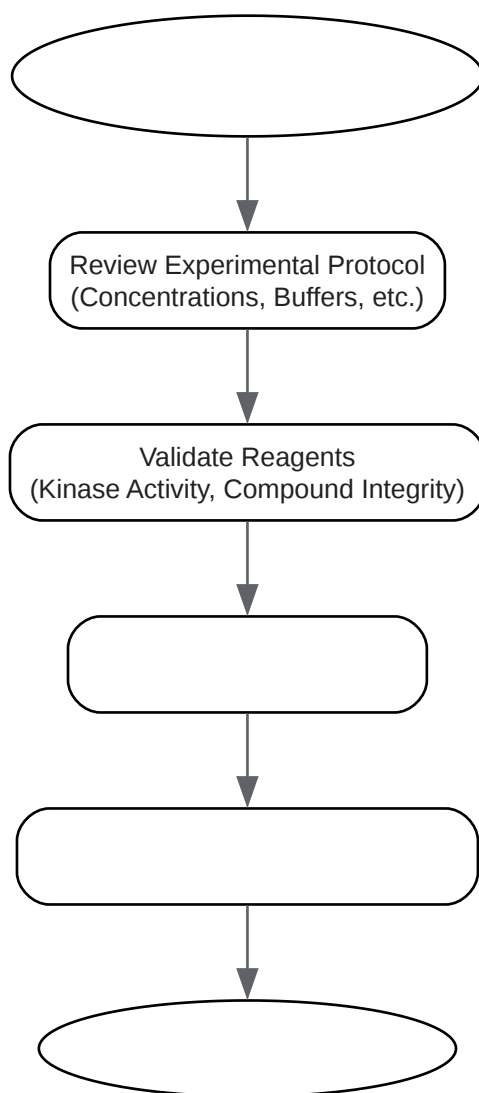 Review Experimental Protocol
(Concentrations, Buffers, etc.)
Validate Reagents
(Kinase Activity, Compound Integrity)